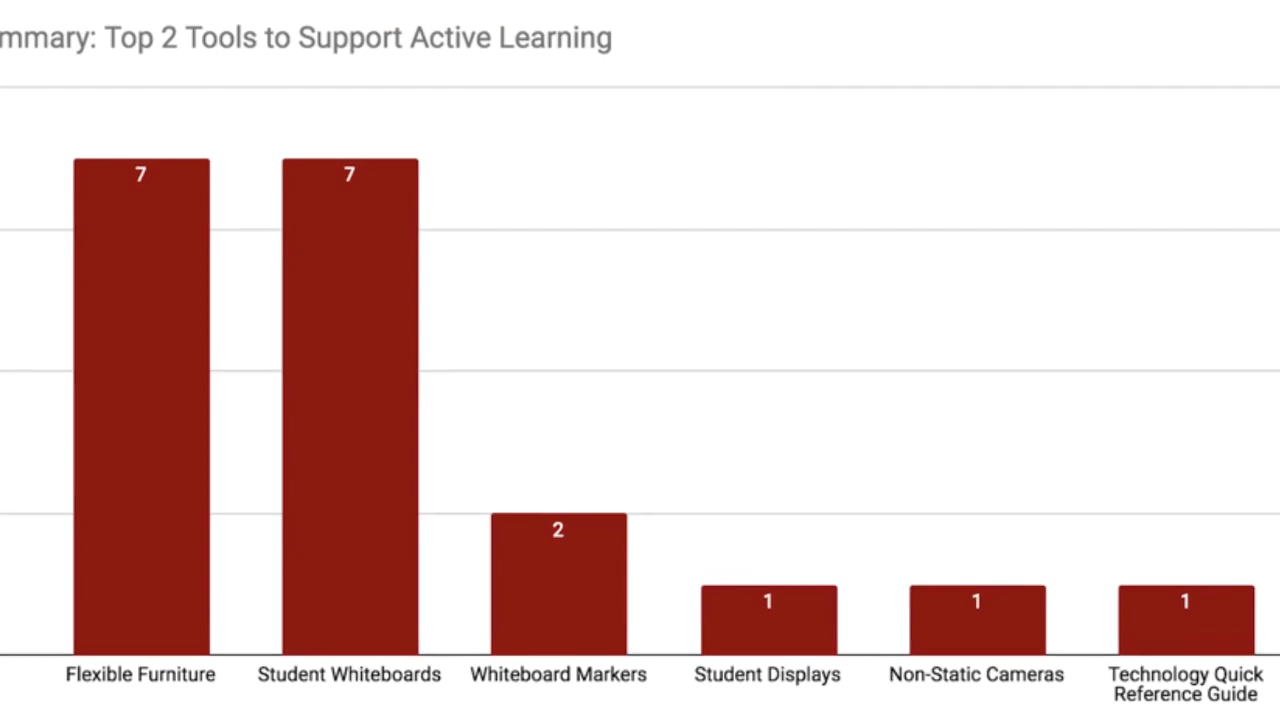 mmary: Top 2 Tools to Support Active Learning
7
7
2
1
1
1
Flexible Furniture
Student Whiteboards
Whiteboard Markers
Student Displays
Non-Static Cameras
Technology Quick
Reference Guide